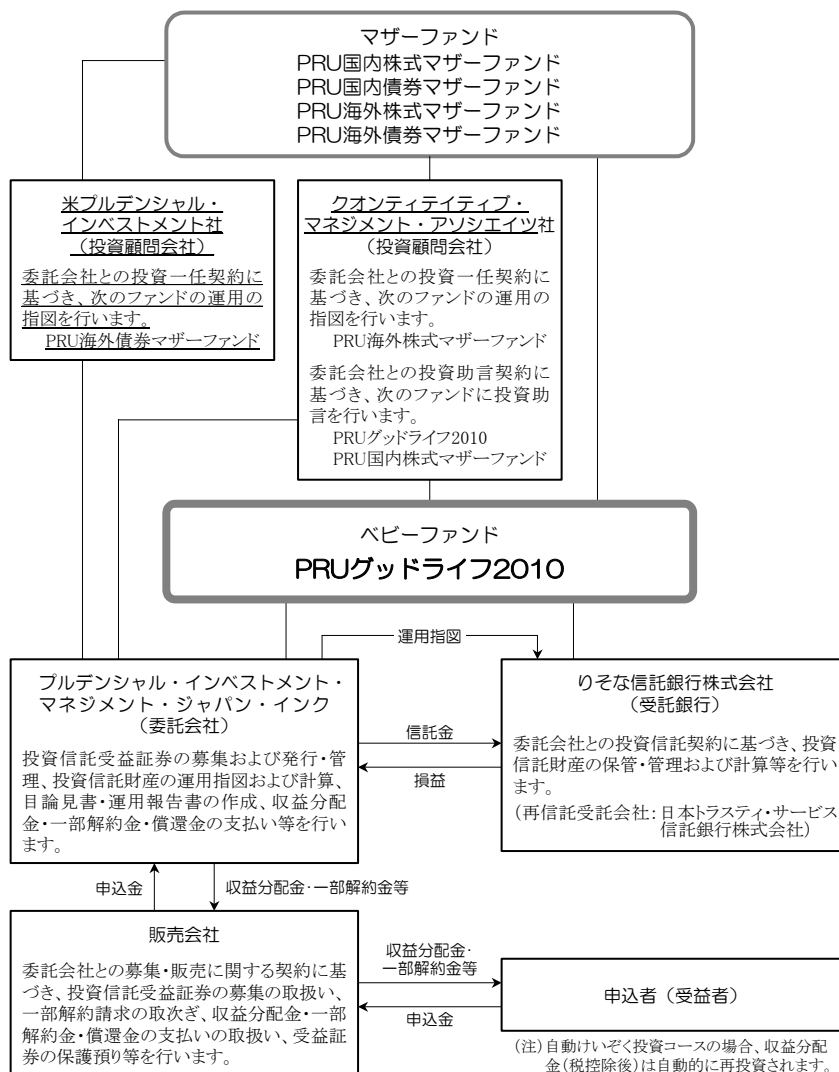 マザーファンド
PRU国内株式マザーファンド
PRU国内債券マザーファンド
PRU海外株式マザーファンド
PRU海外債券マザーファンド
米プルデンシャル・
インベストメント社
(投資顧問会社)
委託会社との投資一任契約に
基づき、次のファンドの運用の
指図を行います。
PRU海外債券マザーファンド
クオンティテイティブ・
マネジメント・アソシエイツ社
(投資顧問会社)
委託会社との投資一任契約に
基づき、次のファンドの運用の
指図を行います。
PRU海外株式マザーファンド
委託会社との投資助言契約に
基づき、次のファンドに投資助
言を行います。
PRUグッドライフ2010
PRU国内株式マザーファンド
ベビーファンド
PRUグッドライフ2010
運用指図
プルデンシャル・インベストメント・
マネジメント・ジャパン・インク
(委託会社)
投資信託受益証券の募集および発行・管
理、投資信託財産の運用指図および計算、
目論見書・運用報告書の作成、収益分配
金・一部解約金・償還金の支払い等を行い
ます。
信託金
損益
りそな信託銀行株式会社
(受託銀行)
委託会社との投資信託契約に基づき、投資
信託財産の保管・管理および計算等を行い
ます。
(再信託受託会社:日本トラスティ・サービス
信託銀行株式会社)
申込金
収益分配金・一部解約金等
販売会社
委託会社との募集・販売に関する契約に基
づき、投資信託受益証券の募集の取扱い、
一部解約請求の取次ぎ、収益分配金・一部
解約金・償還金の支払いの取扱い、受益証
券の保護預り等を行います。
収益分配金・
一部解約金等
申込金
申込者(受益者)
(注)自動けいぞく投資コースの場合、収益分配
金(税控除後)は自動的に再投資されます。